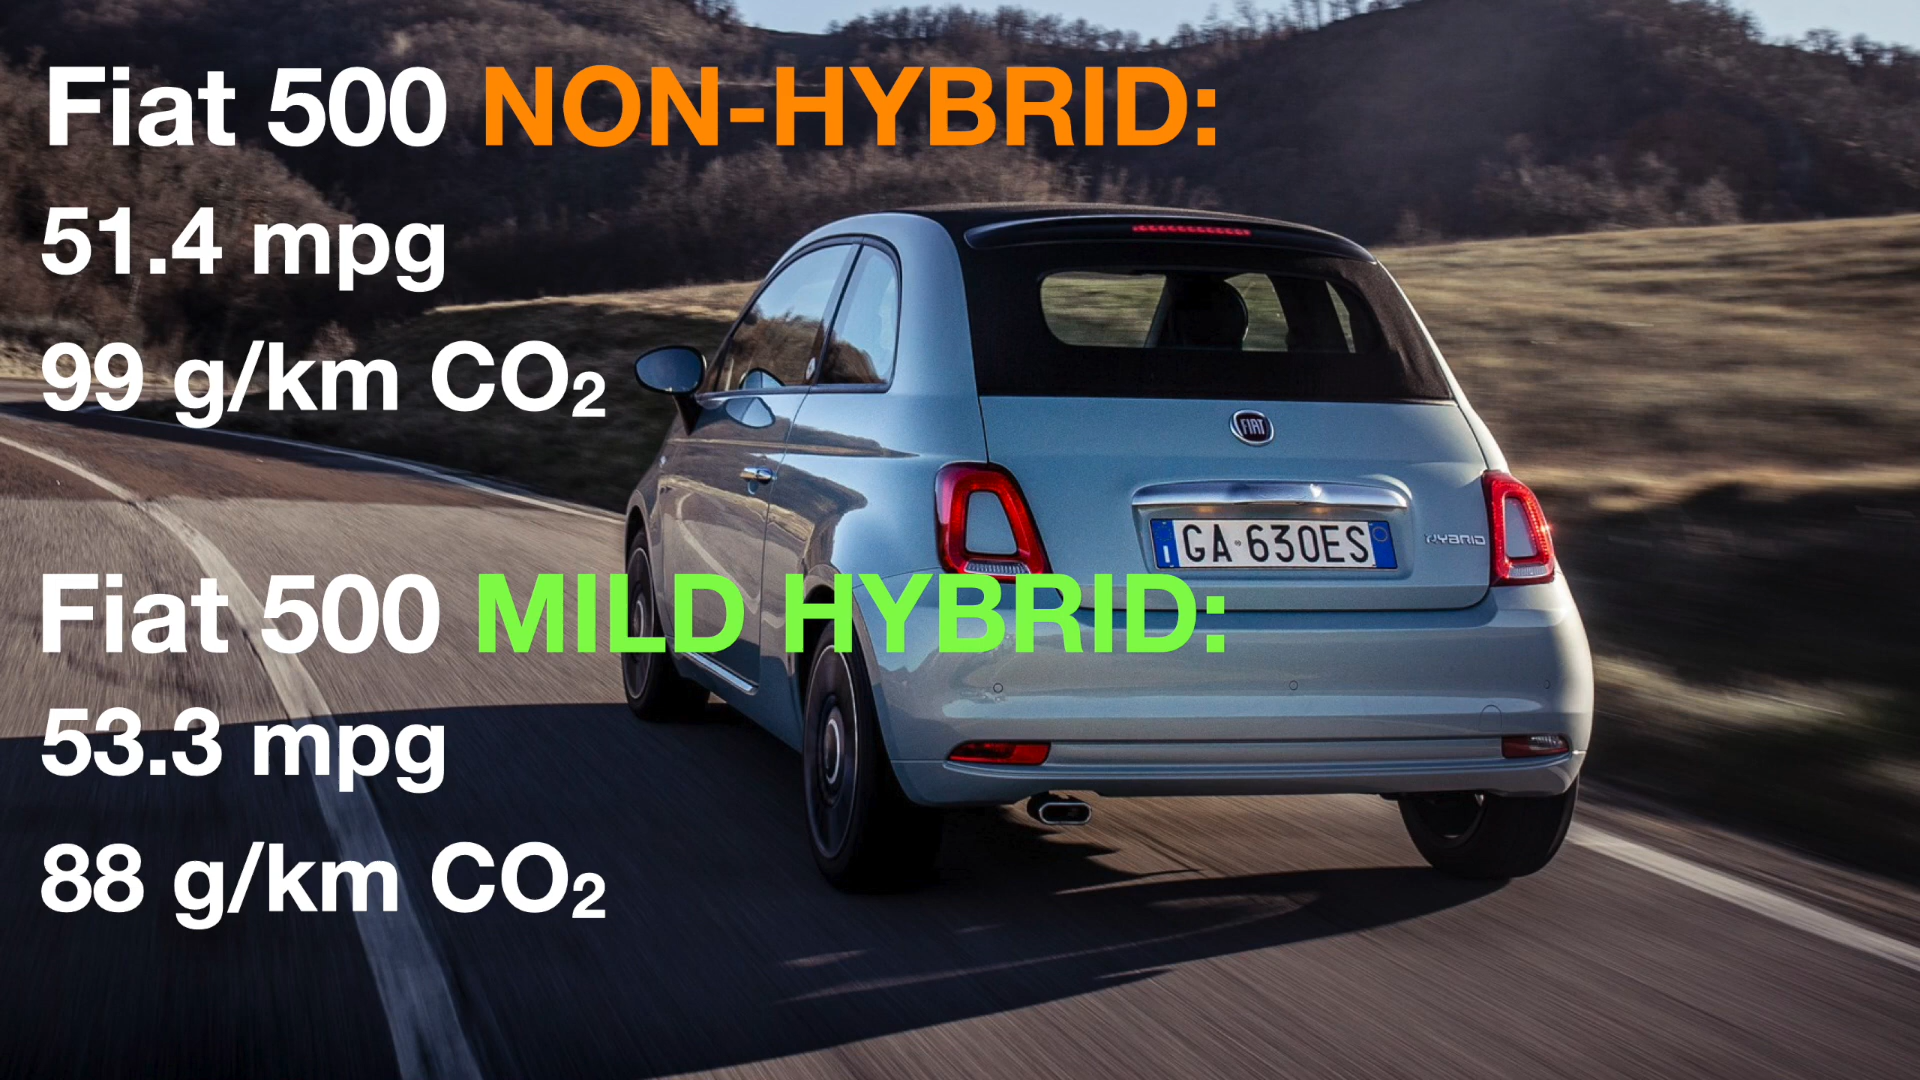 Fiat 500 NON-HYBRID:
51.4 mpg
99 g/km CO₂
FIAT
GA 630ES
I
HYBRID
Fiat 500 MILD HYBRID:
53.3 mpg
88 g/km CO₂